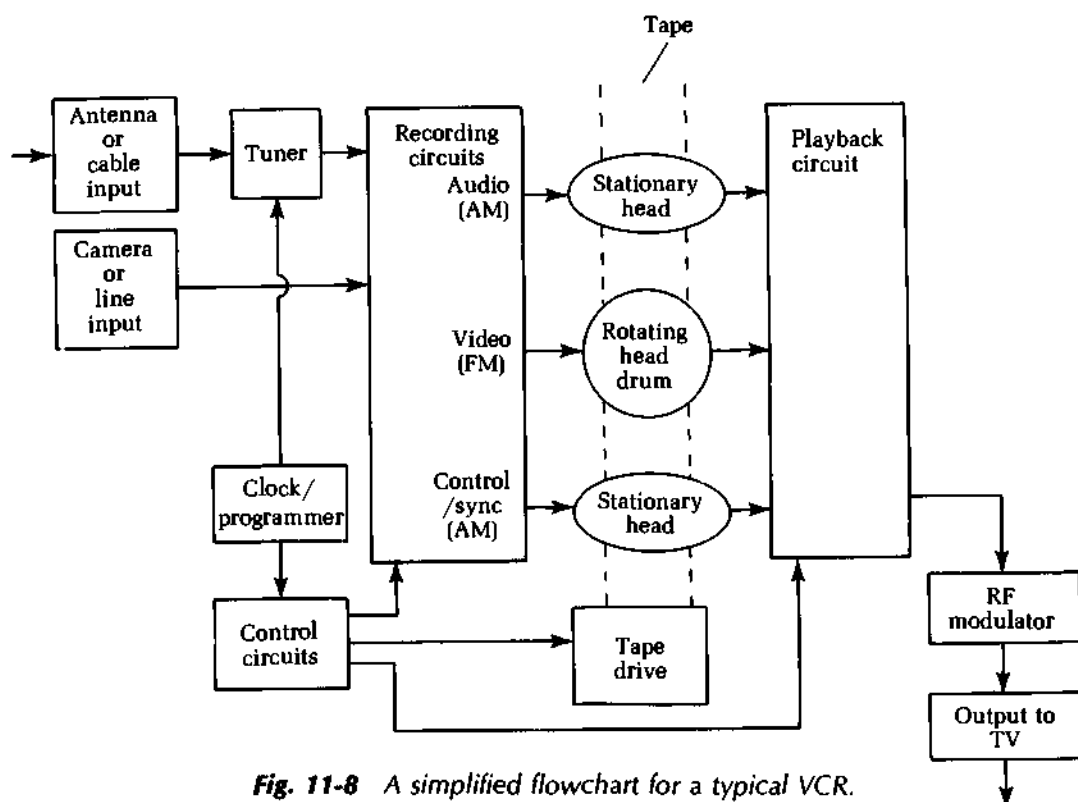 Tape
Antenna
or
cable
input
Tuner
Recording
circuits
Audio
(AM)
Stationary
head
Playback
circuit
Camera
or
line
input
Video
(FM)
Rotating
head
drum
Clock/
programmer
Control
/sync
(AM)
Stationary
head
Control
circuits
Tape
drive
RF
modulator
Output to
TV
Fig. 11-8 A simplified flowchart for a typical VCR.